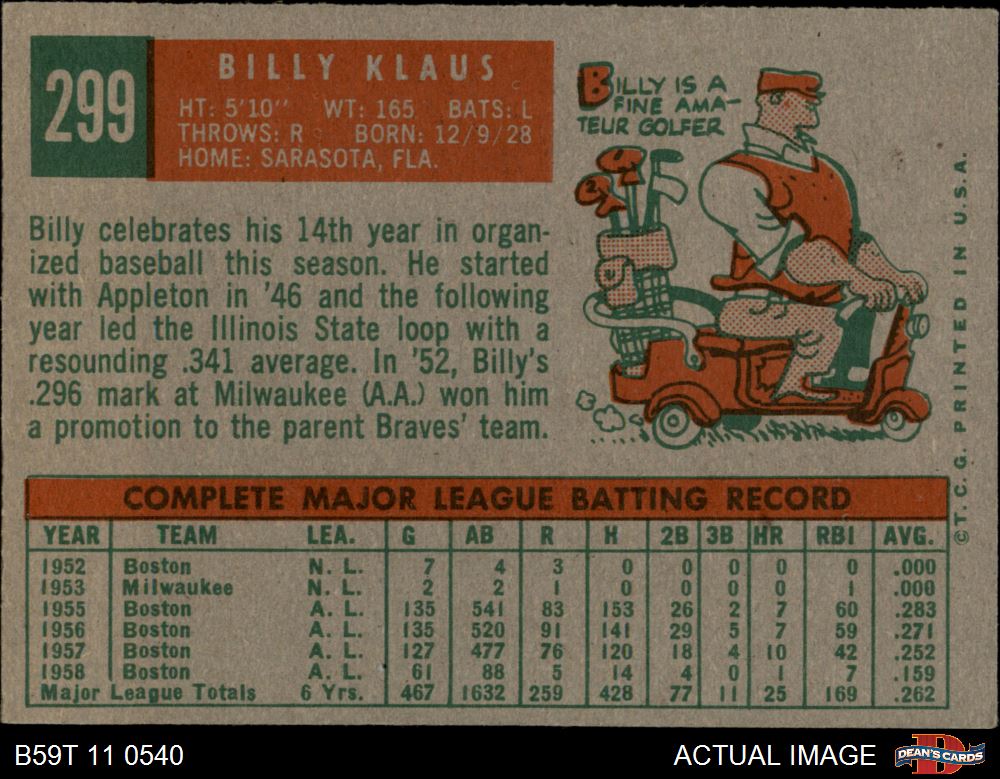 299
BILLY KLAUS
HT: 5'10" WT: 165 BATS: L
THROWS: R BORN: 12/9/28
HOME: SARASOTA, FLA.
BILLY IS A
FINE AMA-
TEUR GOLFER
2
Billy celebrates his 14th year in organ-
ized baseball this season. He started
with Appleton in '46 and the following
year led the Illinois State loop with a
resounding .341 average. In '52, Billy's
.296 mark at Milwaukee (A.A.) won him
a promotion to the parent Braves' team.
©T. C. G. PRINTED IN U.S.A.
COMPLETE MAJOR LEAGUE BATTING RECORD
YEAR TEAM LEA. G AB R H 2B 3B HR RBI AVG.
1952 Boston N. L. 7 4 3 0 0 0 0 0 .000
1953 Milwaukee N. L. 2 2 1 0 0 0 0 1 .000
1955 Boston A. L. 135 541 83 153 26 2 7 60 .283
1956 Boston A. L. 135 520 91 141 29 5 7 59 .271
1957 Boston A. L. 127 477 76 120 18 4 10 42 .252
1958 Boston A. L. 61 88 5 14 4 0 1 7 .159
Major League Totals 6 Yrs. 467 1632 259 428 77 11 25 169 .262
B59T 11 0540
ACTUAL IMAGE
D
DEAN'S CARDS